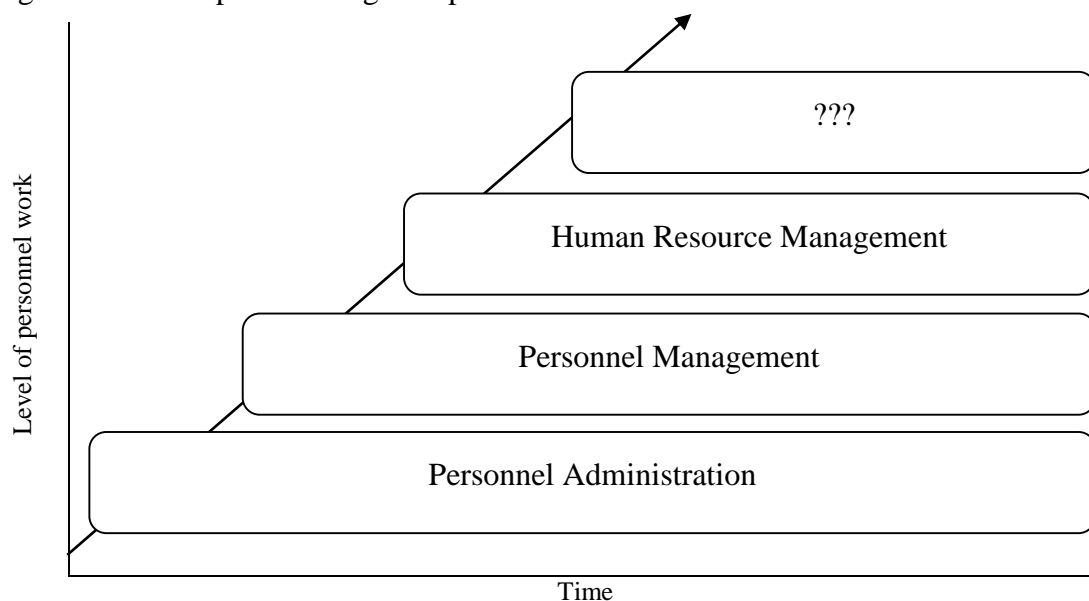 ???
Human Resource Management
Personnel Management
Personnel Administration
Level of personnel work
Time